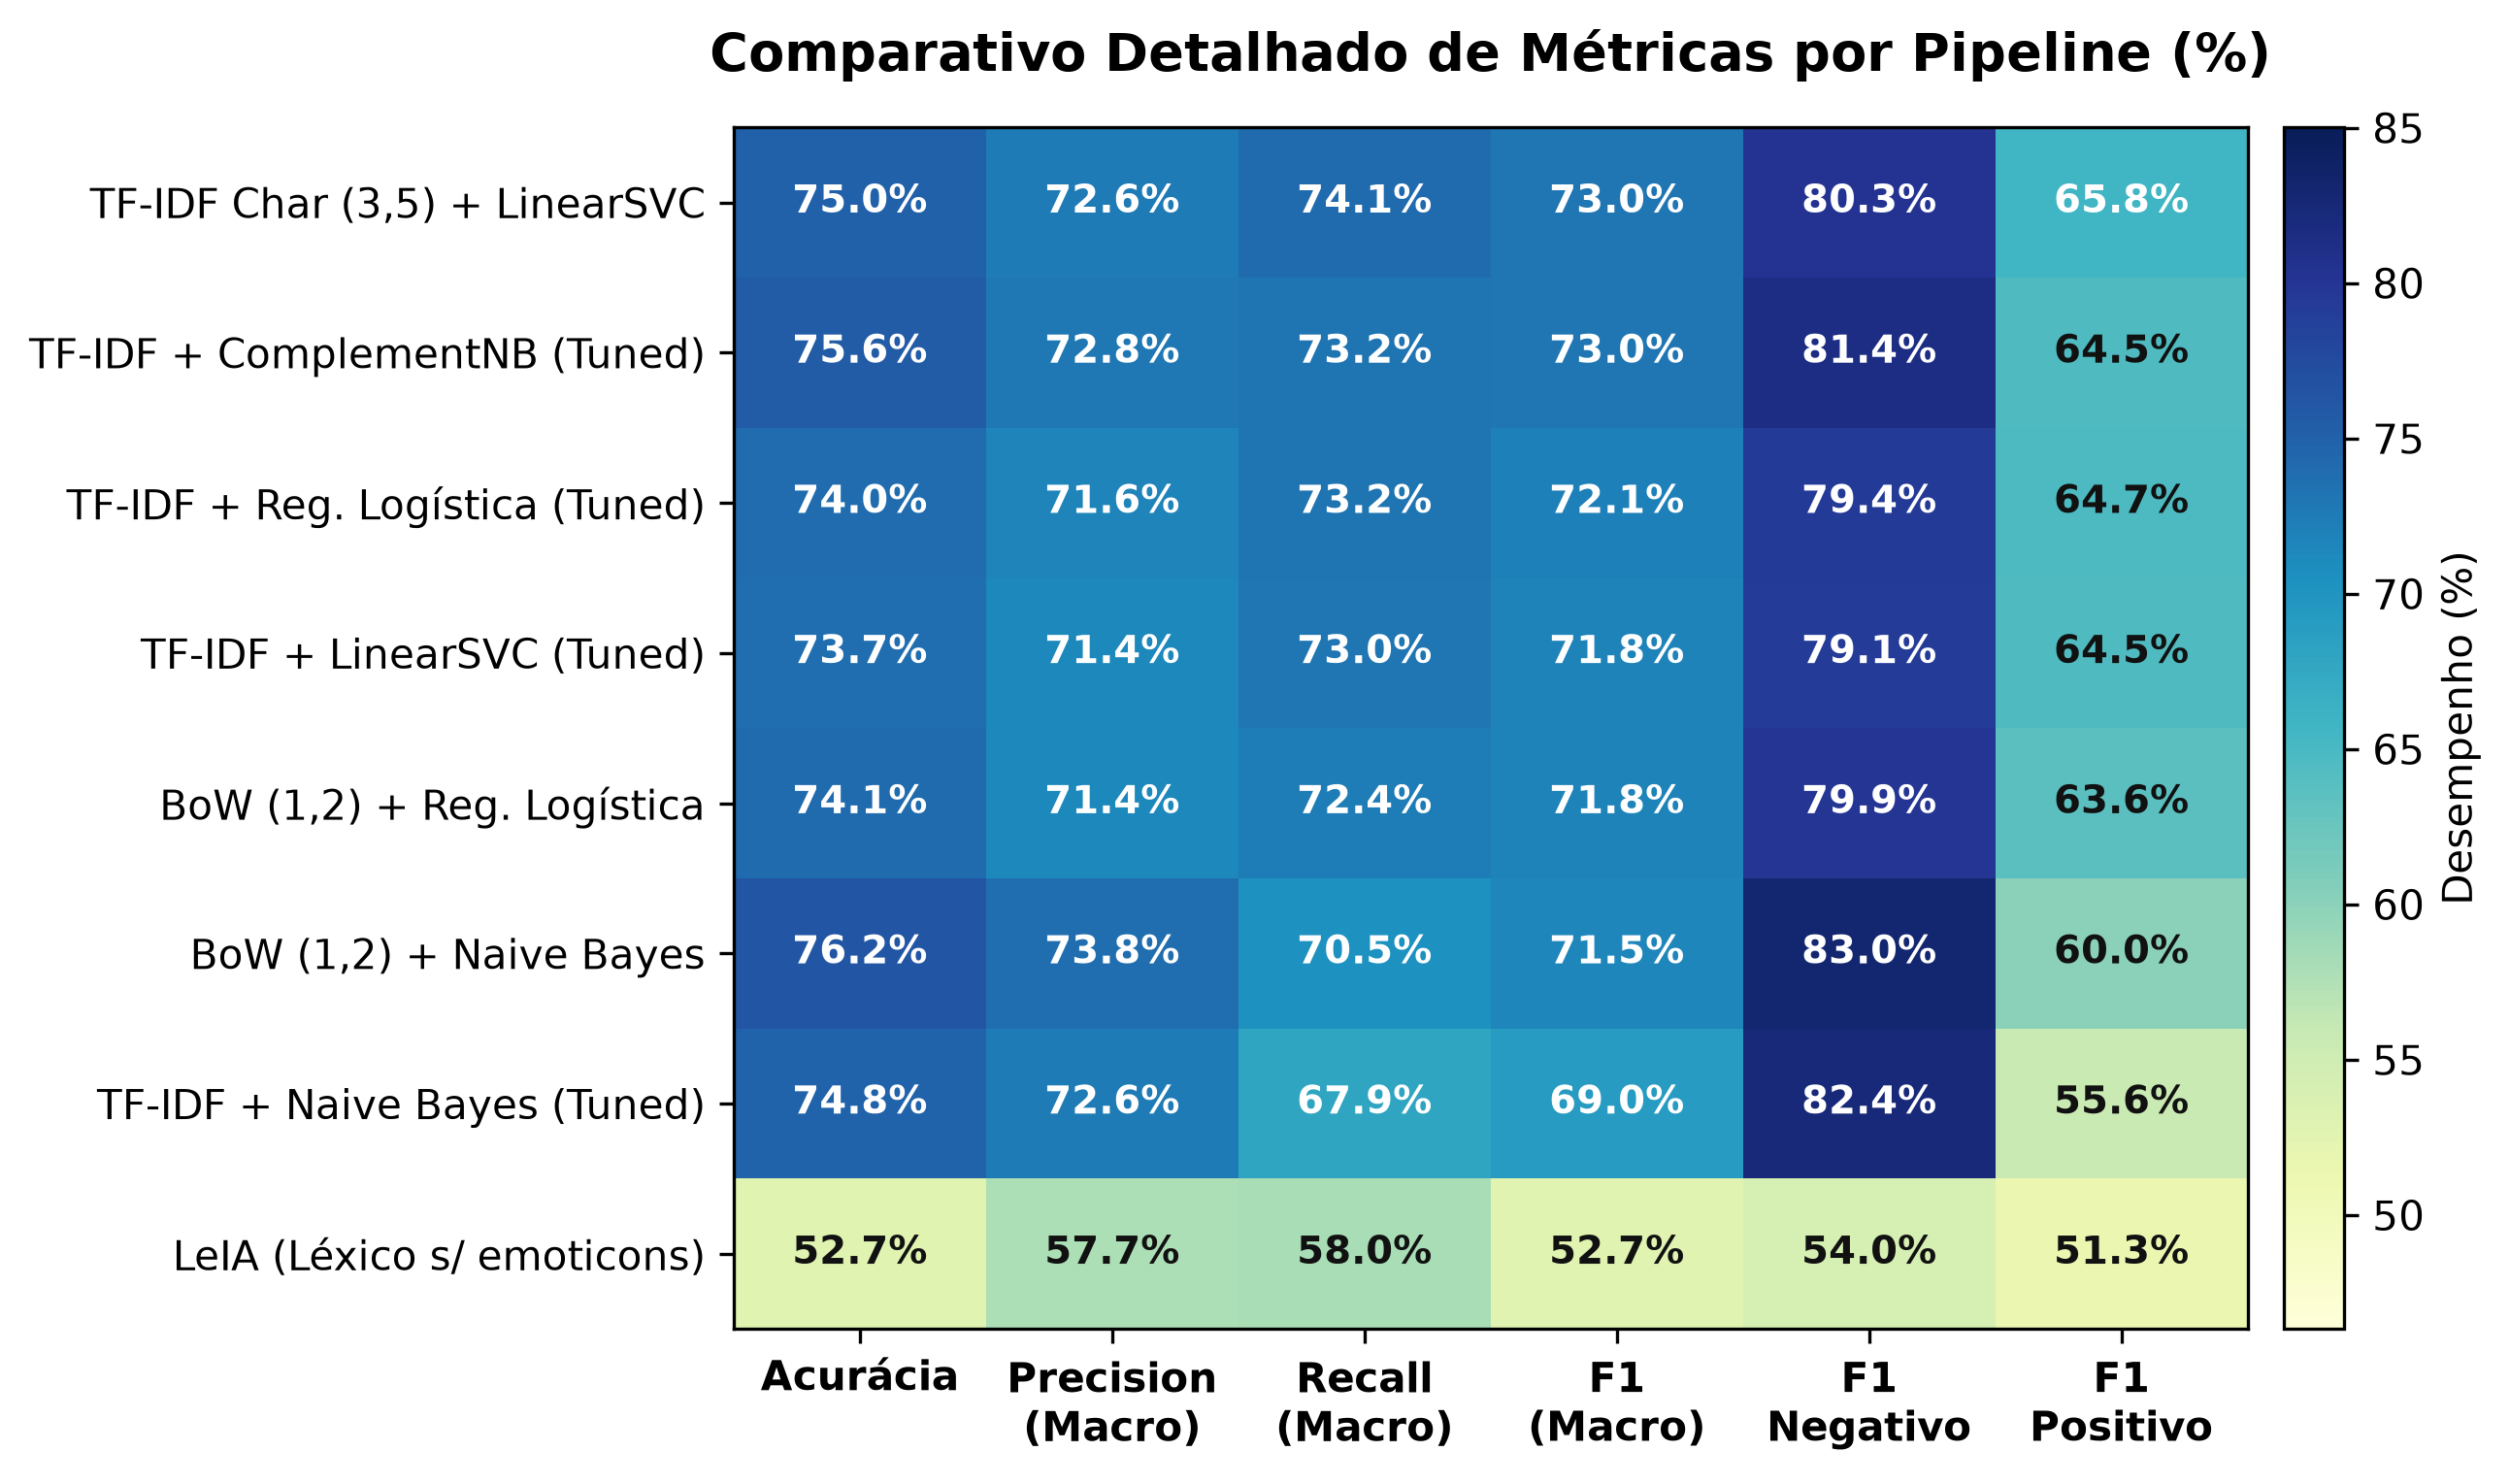 Comparativo Detalhado de Métricas por Pipeline (%)
TF-IDF Char (3,5) + LinearSVC 75.0% 72.6% 74.1% 73.0% 80.3% 65.8%
TF-IDF + ComplementNB (Tuned) 75.6% 72.8% 73.2% 73.0% 81.4% 64.5%
TF-IDF + Reg. Logística (Tuned) 74.0% 71.6% 73.2% 72.1% 79.4% 64.7%
TF-IDF + LinearSVC (Tuned) 73.7% 71.4% 73.0% 71.8% 79.1% 64.5%
BoW (1,2) + Reg. Logística 74.1% 71.4% 72.4% 71.8% 79.9% 63.6%
BoW (1,2) + Naive Bayes 76.2% 73.8% 70.5% 71.5% 83.0% 60.0%
TF-IDF + Naive Bayes (Tuned) 74.8% 72.6% 67.9% 69.0% 82.4% 55.6%
LeIA (Léxico s/ emoticons) 52.7% 57.7% 58.0% 52.7% 54.0% 51.3%
Acurácia Precision Recall F1 F1 F1
(Macro) (Macro) (Macro) Negativo Positivo
85
80
75
70
65
60
55
50
Desempenho (%)